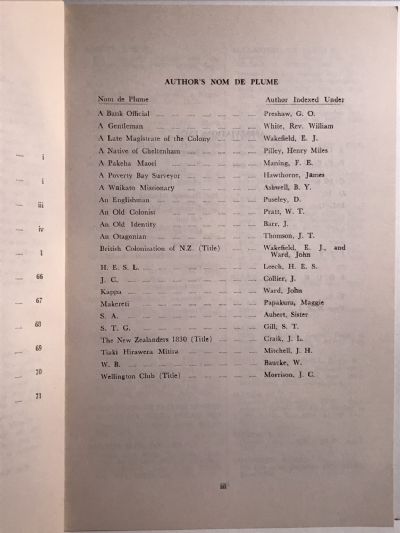 i
i
iii
iv
1
66
67
68
69
70
71
AUTHOR'S NOM DE PLUME
Nom de Plume Author Indexed Under
A Bank Official Preshaw, G. O.
A Gentleman White, Rev. William
A Late Magistrate of the Colony Wakefield, E. J.
A Native of Cheltenham Pilley, Henry Miles
A Pakeha Maori Maning, F. E.
A Poverty Bay Surveyor Hawthorne, James
A Waikato Missionary Ashwell, B. Y.
An Englishman Puseley, D.
An Old Colonist Pratt, W. T.
An Old Identity Barr, J.
An Otagonian Thomson, J. T.
British Colonization of N.Z. (Title) Wakefield, E. J., and
Ward, John
H. E. S. L. Leech, H. E. S.
J. C. Collier, J.
Kappa Ward, John
Makereti Papakura, Maggie
S. A. Aubert, Sister
S. T. G. Gill, S. T.
The New Zealanders 1830 (Title) Craik, J. L.
Tiaki Hirawera Mitira Mitchell, J. H.
W. B. Baucke, W.
Wellington Club (Title) Morrison, J. C.
iii